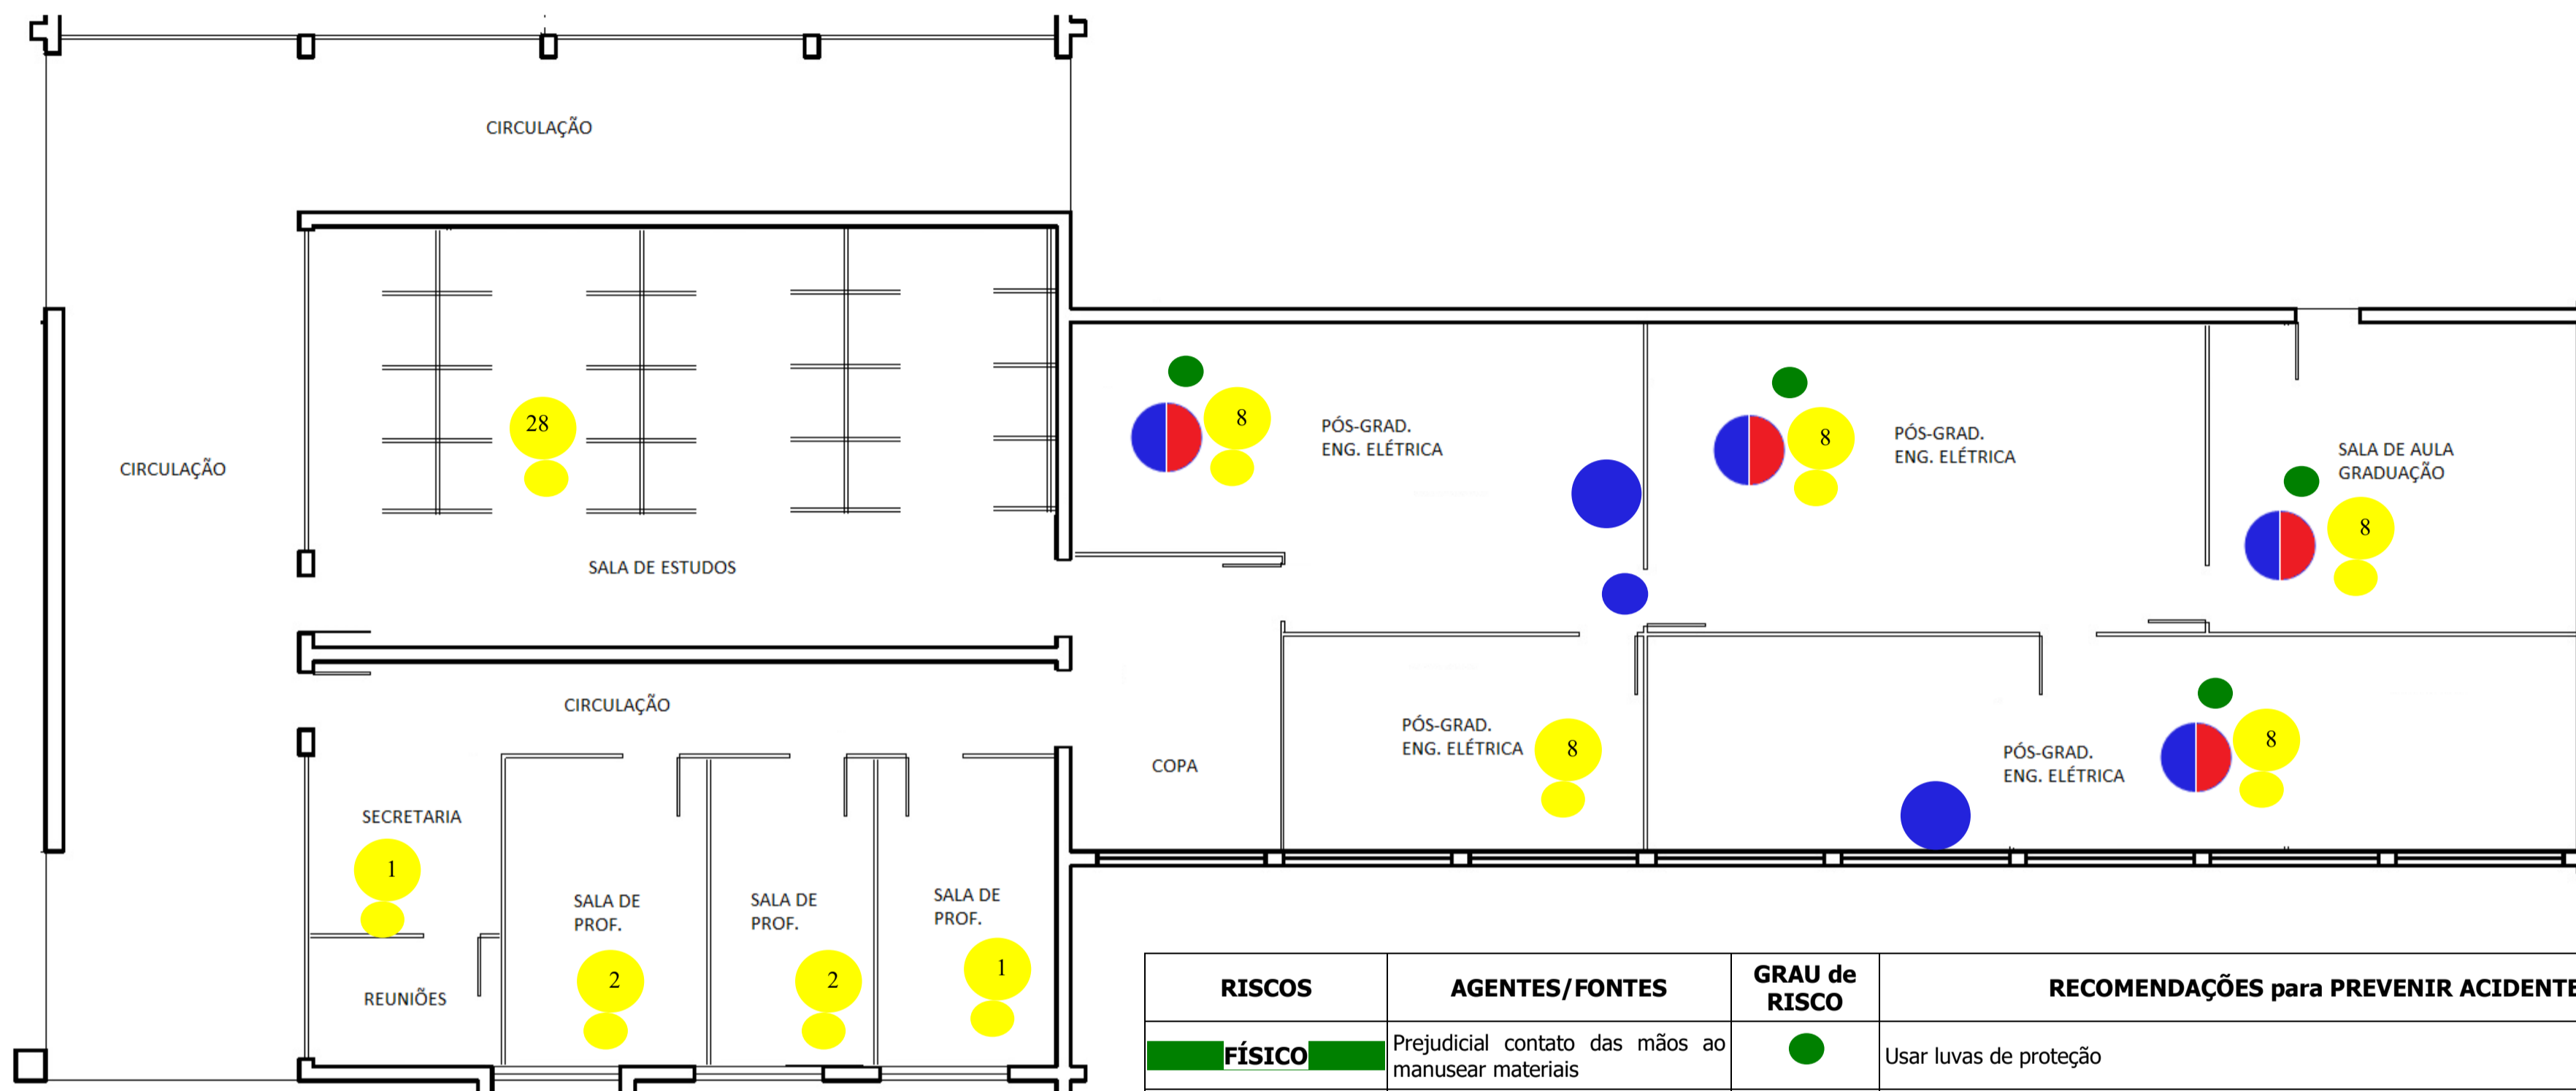 CIRCULAÇÃO
CIRCULAÇÃO
28
SALA DE ESTUDOS
8
PÓS-GRAD.
ENG. ELÉTRICA
8
PÓS-GRAD.
ENG. ELÉTRICA
SALA DE AULA
GRADUAÇÃO
8
CIRCULAÇÃO
SECRETARIA
1
REUNIÕES
SALA DE
PROF.
2
SALA DE
PROF.
2
SALA DE
PROF.
1
COPA
PÓS-GRAD.
ENG. ELÉTRICA
8
PÓS-GRAD.
ENG. ELÉTRICA
8
RISCOS
AGENTES/FONTES
GRAU de
RISCO
RECOMENDAÇÕES para PREVENIR ACIDENTE
FÍSICO
Prejudicial contato das mãos ao
manusear materiais
Usar luvas de proteção